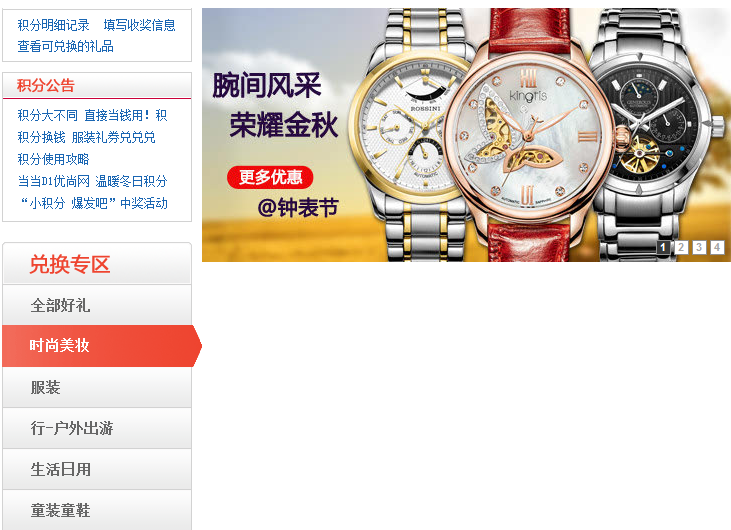 积分明细记录 填写收奖信息
查看可兑换的礼品
积分公告
积分大不同 直接当钱用！积
积分换钱 服装礼券兑兑兑
积分使用攻略
当当D1优尚网 温暖冬日积分
“小积分 爆发吧”中奖活动
兑换专区
全部好礼
时尚美妆
服装
行-户外出游
生活日用
童装童鞋
腕间风采
荣耀金秋
更多优惠
@钟表节
ROSSINI
AUTOMATIC
kingtis
1 2 3 4